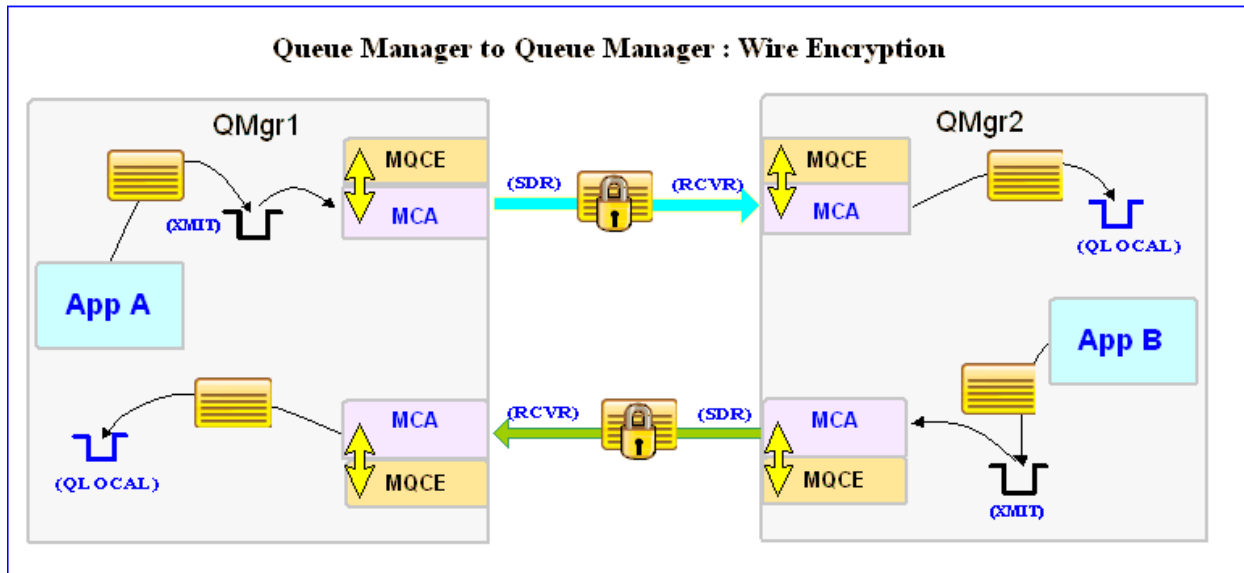 Queue Manager to Queue Manager : Wire Encryption
QMgr1
MQCE
MCA
(XMIT)
App A
(SDR)
(RCVR)
QMgr2
MQCE
MCA
(QLOCAL)
App B
(QLOCAL)
MCA
MQCE
(RCVR)
(SDR)
MCA
MQCE
(XMIT)